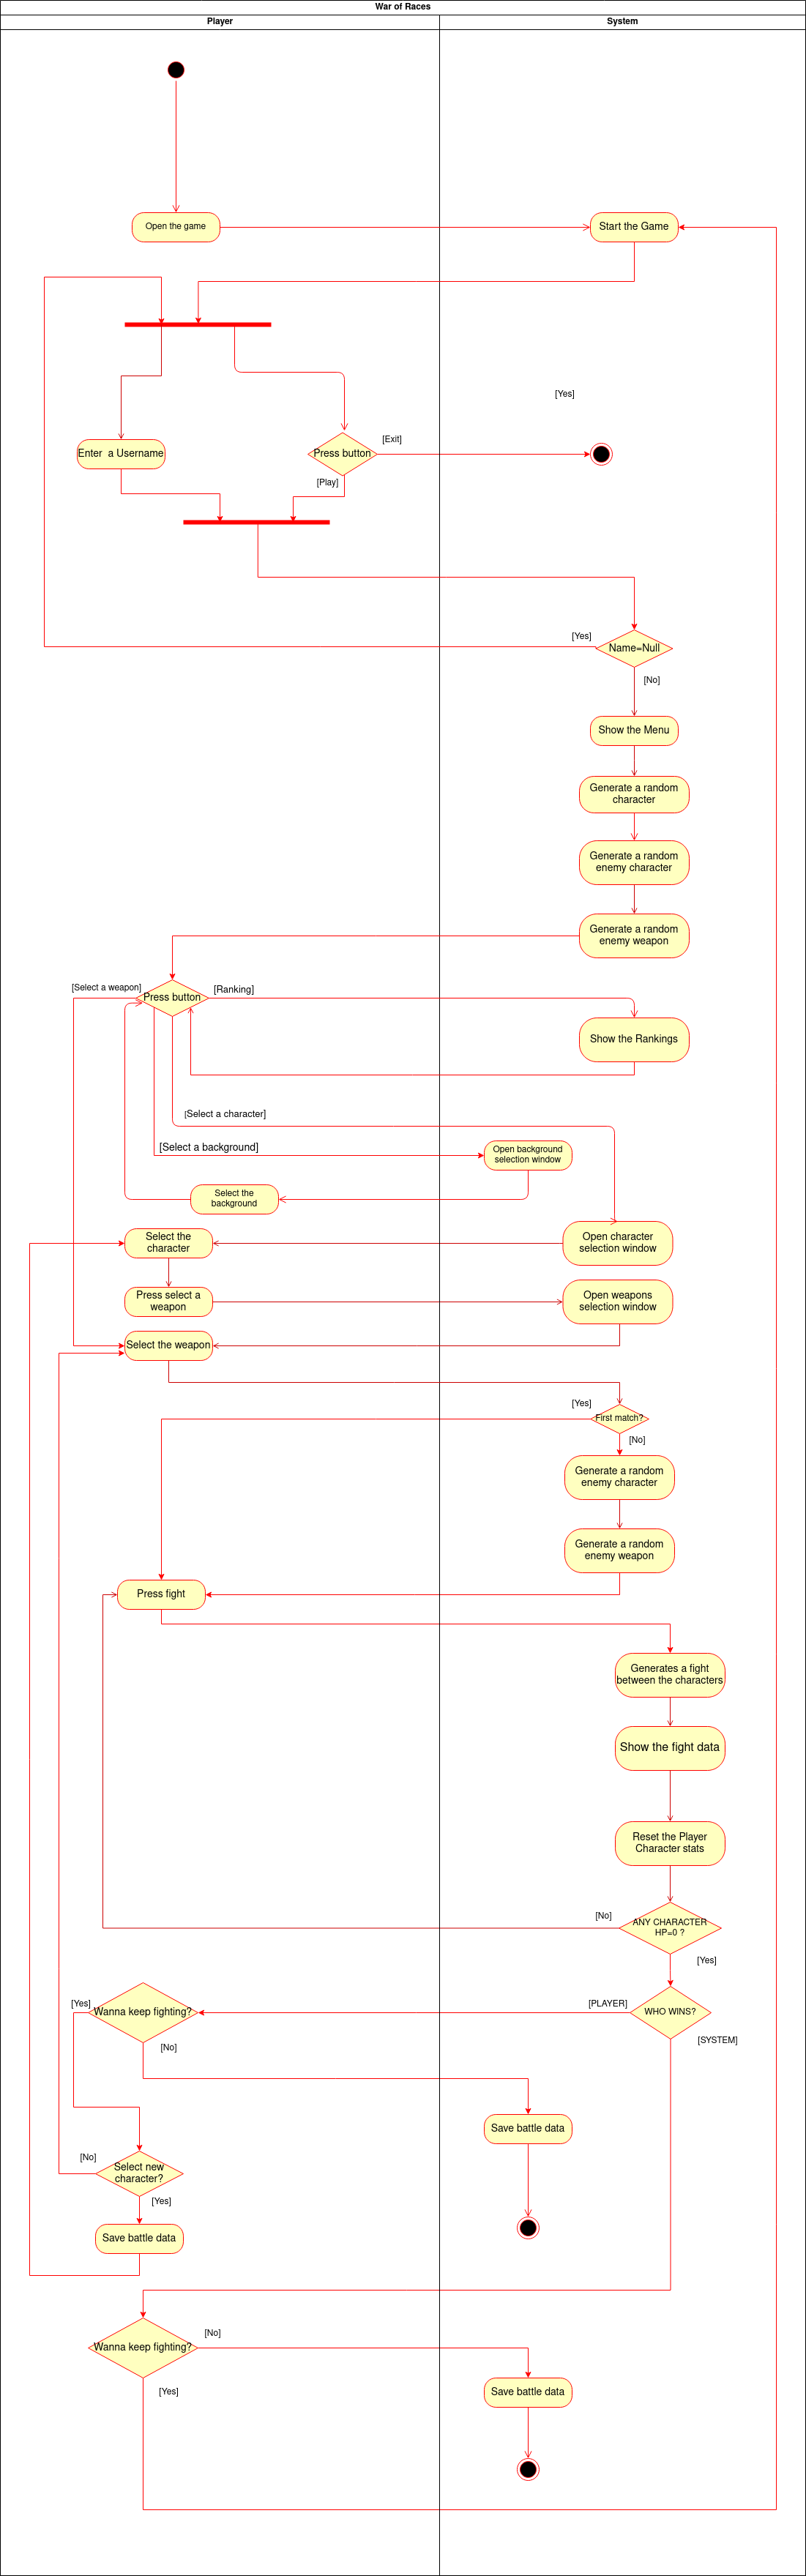 War of Races
Player
System
Open the game
Start the Game
[Yes]
[Exit]
Enter  a Username
Press button
[Play]
[Yes]
Name=Null
[No]
Show the Menu
Generate a random
character
Generate a random
enemy character
Generate a random
enemy weapon
[Select a weapon]
[Ranking]
Press button
Show the Rankings
[Select a character]
[Select a background]
Open background
selection window
Select the
background
Select the
character
Open character
selection window
Press select a
weapon
Open weapons
selection window
Select the weapon
[Yes]
First match?
[No]
Generate a random
enemy character
Generate a random
enemy weapon
Press fight
Generates a fight
between the characters
Show the fight data
Reset the Player
Character stats
[No]
ANY CHARACTER
HP=0 ?
[Yes]
[Yes]
Wanna keep fighting?
[PLAYER]
WHO WINS?
[No]
[SYSTEM]
Save battle data
[No]
Select new
character?
[Yes]
Save battle data
[No]
Wanna keep fighting?
[Yes]
Save battle data